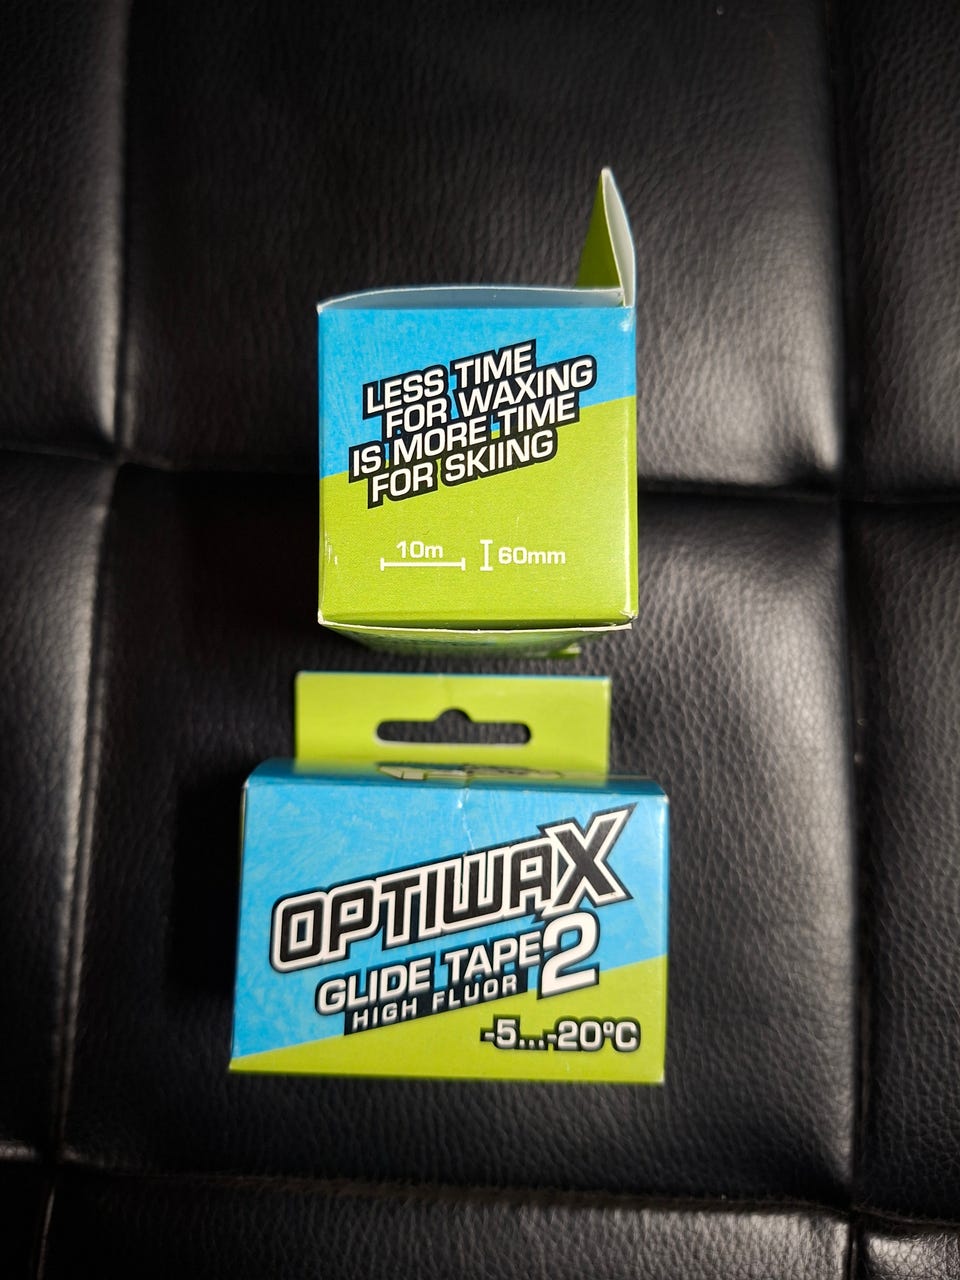 LESS TIME
FOR WAXING
IS MORE TIME
FOR SKIING
10m 60mm
OPTIWAX
GLIDE TAPE 2
HIGH FLUOR
-5...-20°C